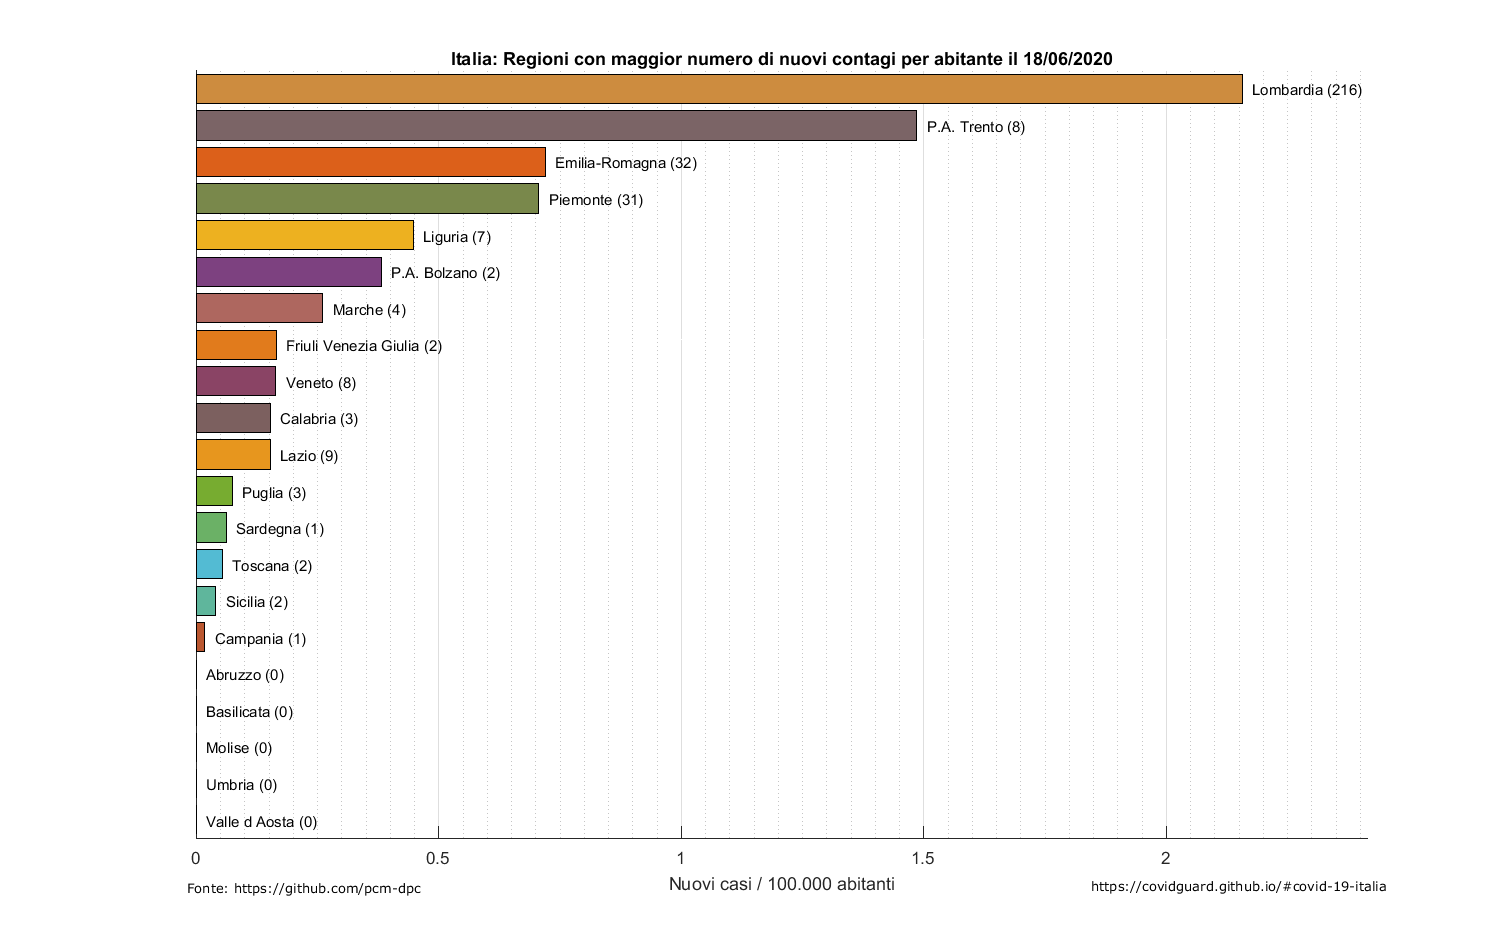 Italia: Regioni con maggior numero di nuovi contagi per abitante il 18/06/2020
Lombardia (216)
P.A. Trento (8)
Emilia-Romagna (32)
Piemonte (31)
Liguria (7)
P.A. Bolzano (2)
Marche (4)
Friuli Venezia Giulia (2)
Veneto (8)
Calabria (3)
Lazio (9)
Puglia (3)
Sardegna (1)
Toscana (2)
Sicilia (2)
Campania (1)
Abruzzo (0)
Basilicata (0)
Molise (0)
Umbria (0)
Valle d Aosta (0)
0 0.5 1 1.5 2
Nuovi casi / 100.000 abitanti
Fonte: https://github.com/pcm-dpc
https://covidguard.github.io/#covid-19-italia